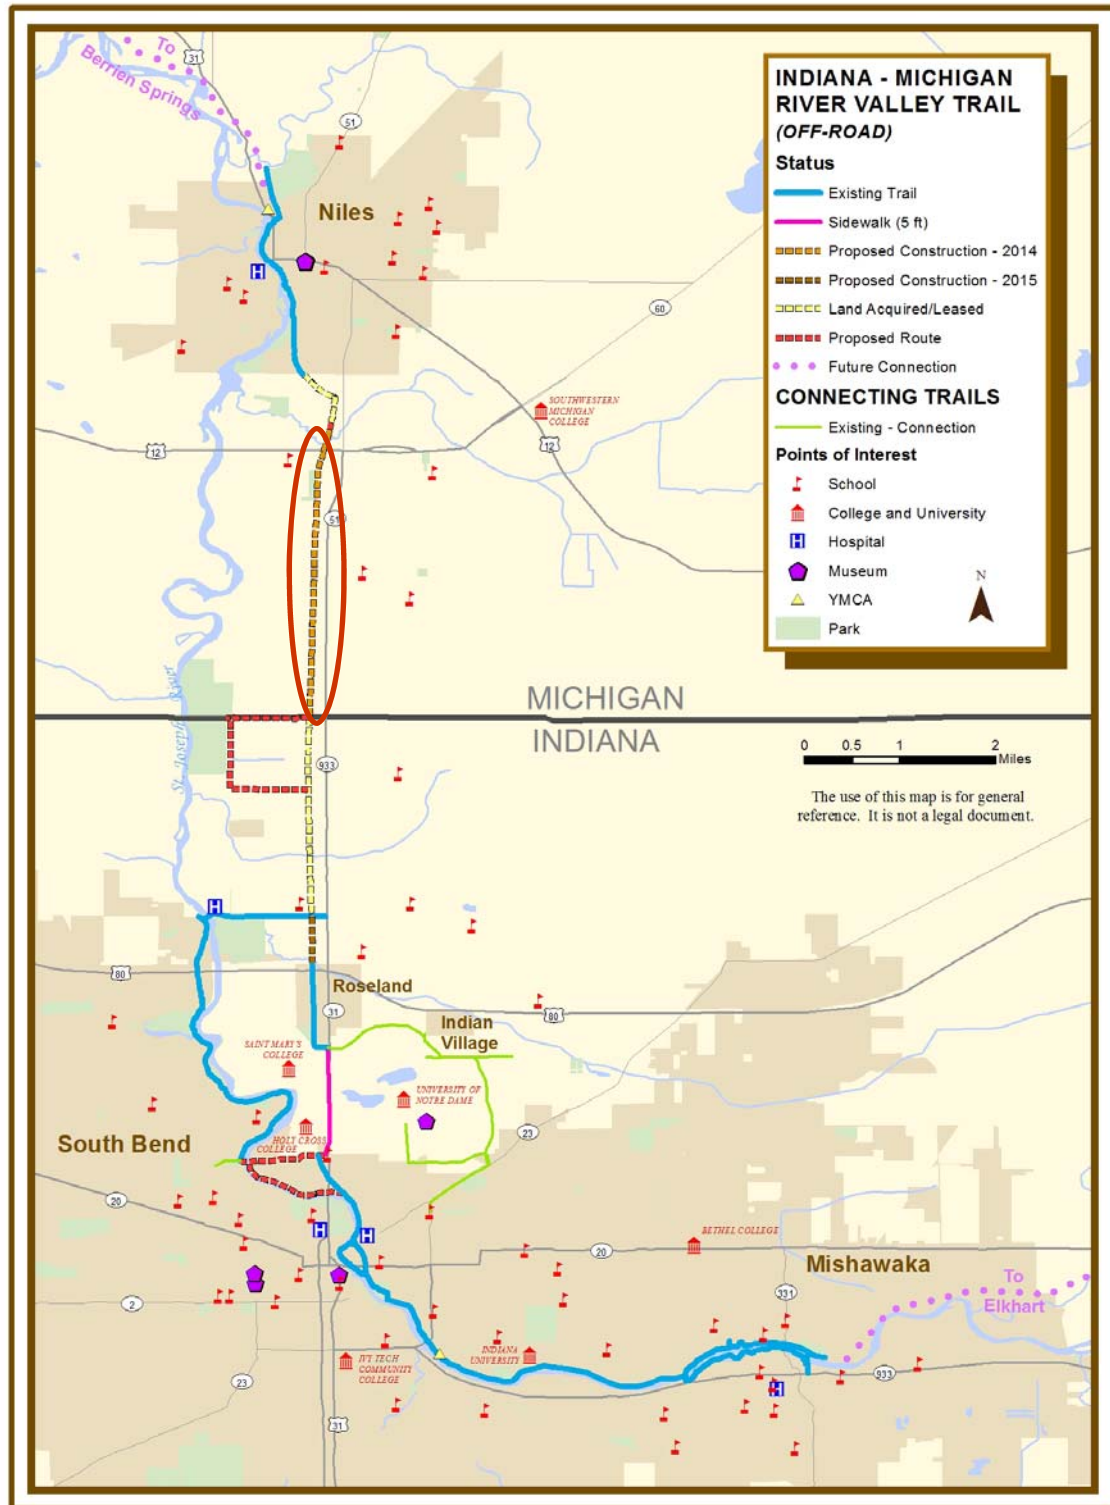 To
Berrien Springs
31
51
Niles
60
SOUTHWESTERN
MICHIGAN
COLLEGE
12
12
51
INDIANA - MICHIGAN
RIVER VALLEY TRAIL
(OFF-ROAD)
Status
Existing Trail
Sidewalk (5 ft)
Proposed Construction - 2014
Proposed Construction - 2015
Land Acquired/Leased
Proposed Route
Future Connection
CONNECTING TRAILS
Existing - Connection
Points of Interest
School
College and University
H Hospital
Museum
YMCA
Park
N
St. Joseph River
MICHIGAN
INDIANA
933
0 0.5 1 2
Miles
The use of this map is for general
reference. It is not a legal document.
H
80
Roseland
31
80
Indian
Village
SAINT MARY'S
COLLEGE
UNIVERSITY OF
NOTRE DAME
South Bend
HOLY CROSS
COLLEGE
23
20
H
H
BETHEL COLLEGE
20
Mishawaka
To
Elkhart
2
331
IVY TECH
COMMUNITY
COLLEGE
INDIANA
UNIVERSITY
933
H
23
31